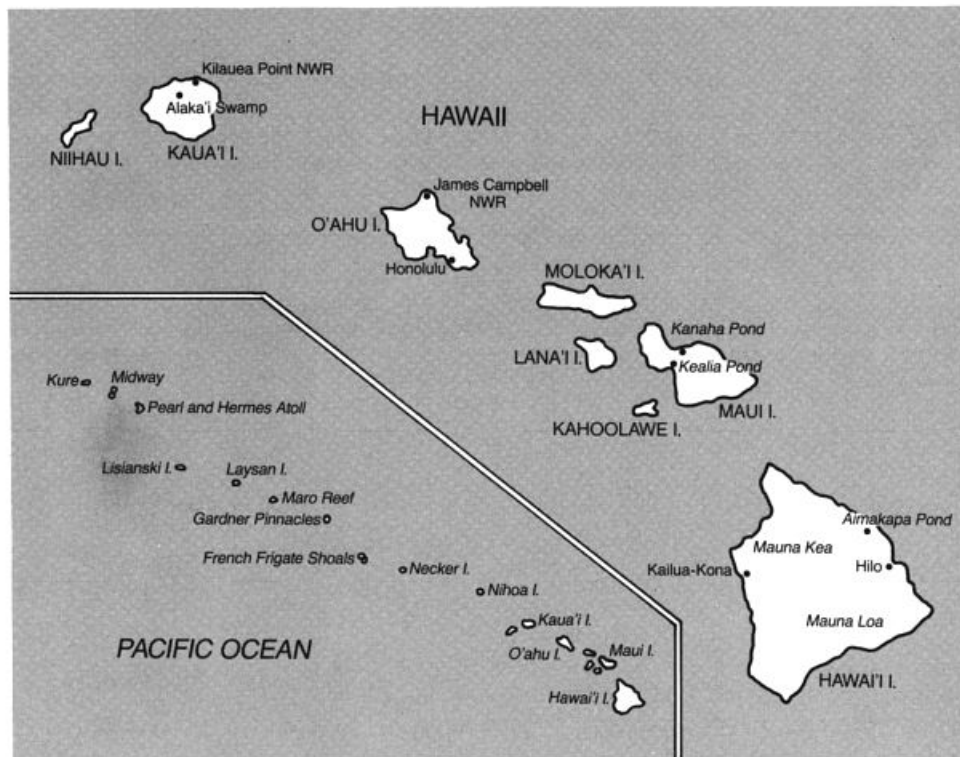 Kilauea Point NWR
Alaka'i Swamp
NIIHAU I.
KAUA'I I.
HAWAII
James Campbell
NWR
O'AHU I.
Honolulu
MOLOKA'I I.
Kanaha Pond
LANA'I I.
Kealia Pond
MAUI I.
KAHOOLAWE I.
Kure
Midway
Pearl and Hermes Atoll
Lisianski I.
Laysan I.
Maro Reef
Gardner Pinnacles
French Frigate Shoals
Necker I.
Nihoa I.
Kaua'i I.
O'ahu I.
Maui I.
Hawai'i I.
PACIFIC OCEAN
Aimakapa Pond
Mauna Kea
Kailua-Kona
Hilo
Mauna Loa
HAWAI'I I.